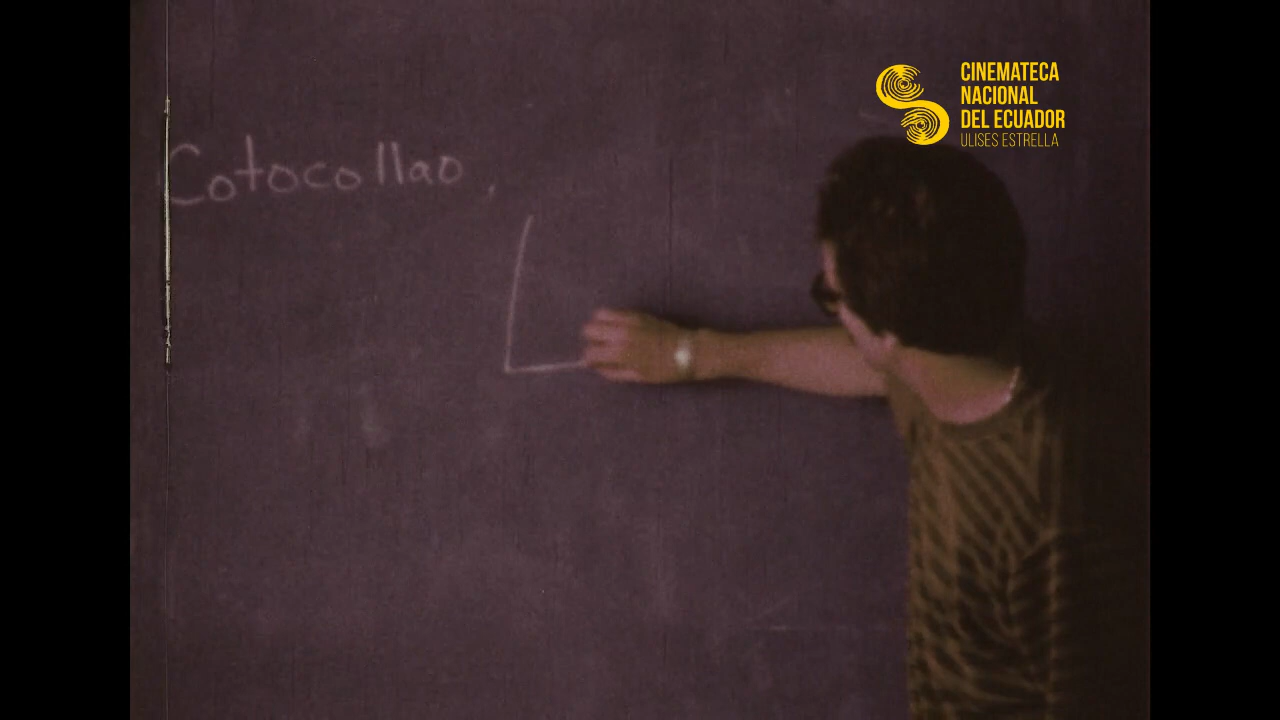 CINEMATECA
NACIONAL
DEL ECUADOR
ULISES ESTRELLA
Cotocollao,